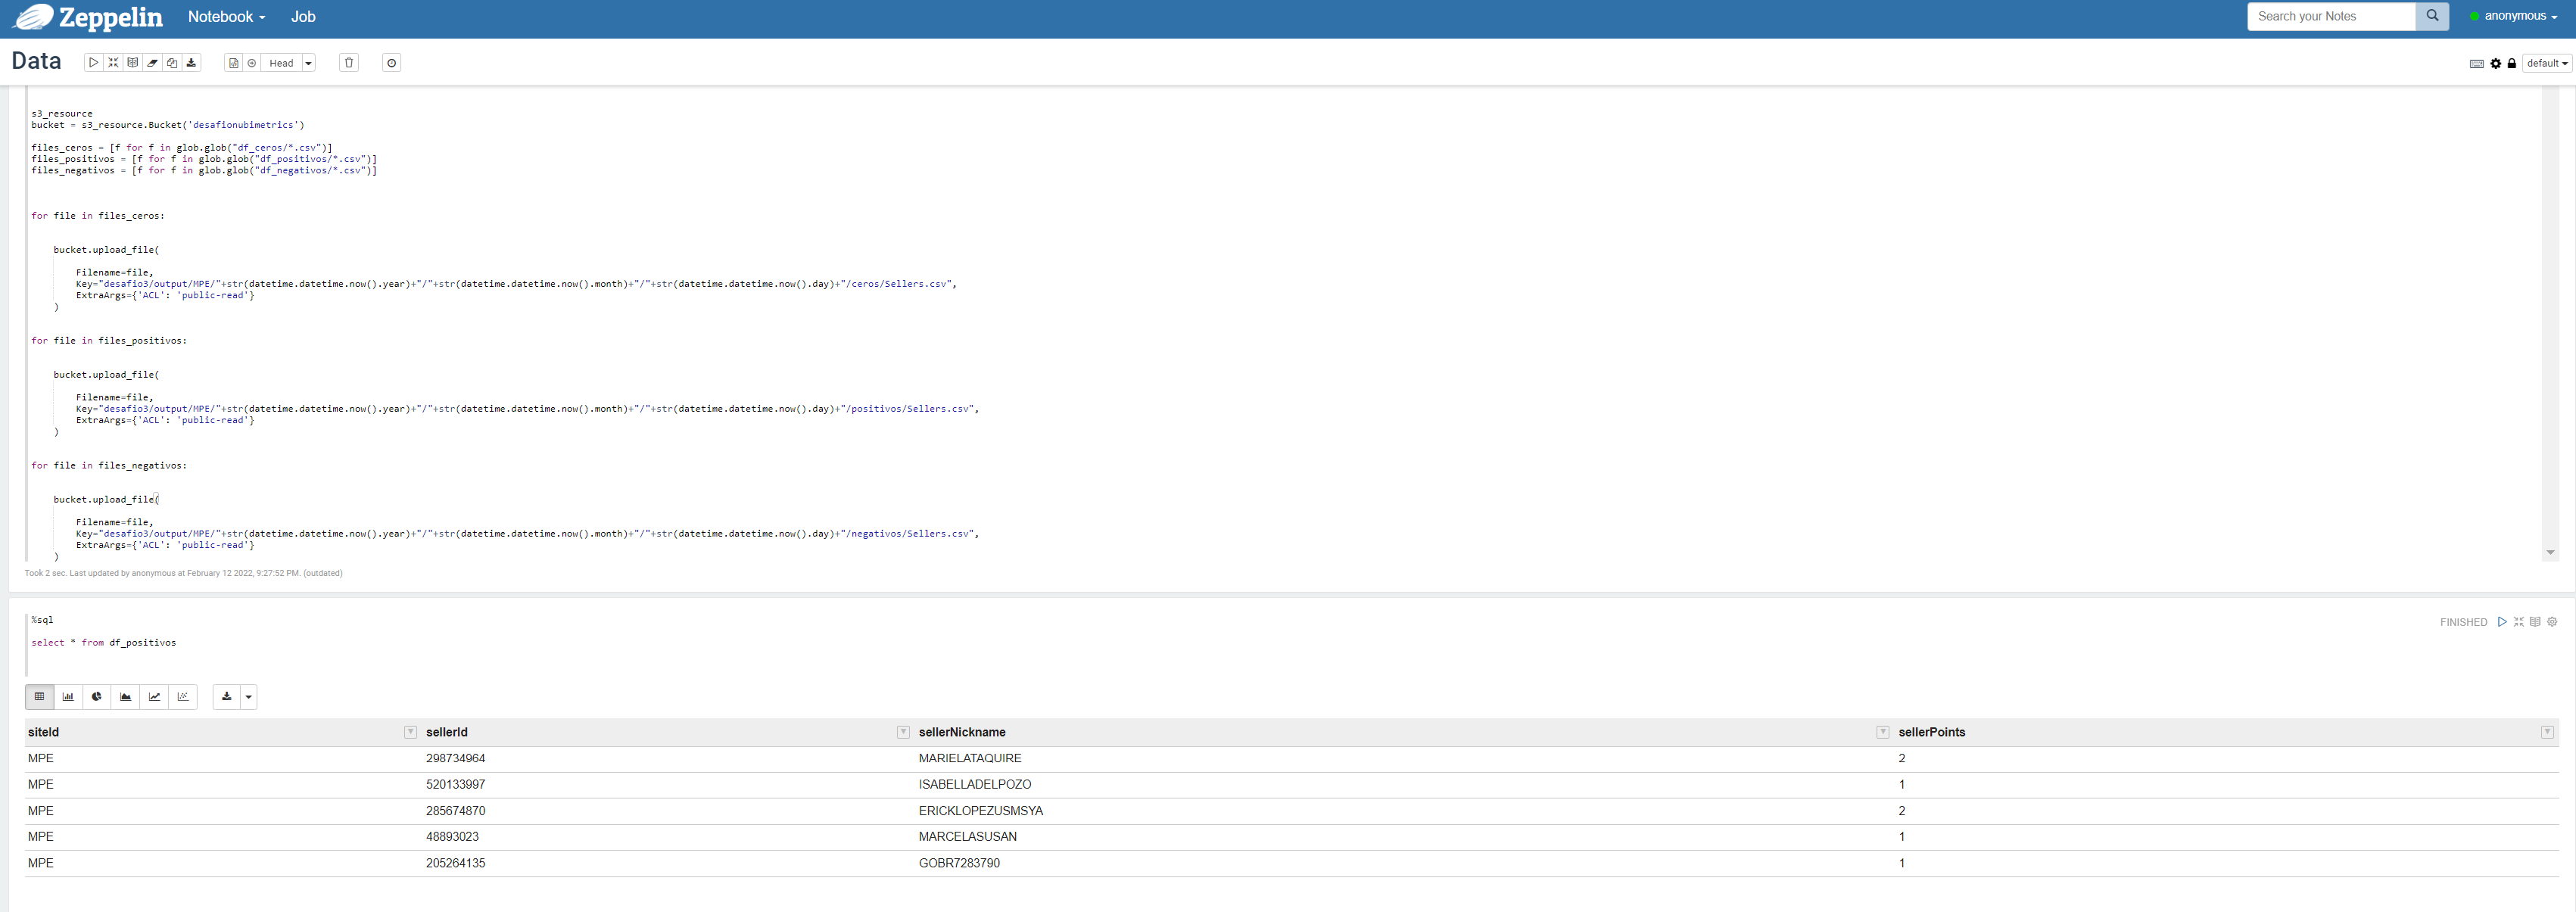 Zeppelin Notebook Job Search your Notes anonymous
Data Head default
s3_resource
bucket = s3_resource.Bucket('desafionubimetrics')
files_ceros = [f for f in glob.glob("df_ceros/*.csv")]
files_positivos = [f for f in glob.glob("df_positivos/*.csv")]
files_negativos = [f for f in glob.glob("df_negativos/*.csv")]
for file in files_ceros:
bucket.upload_file(
Filename=file,
Key="desafio3/output/MPE/"+str(datetime.datetime.now().year)+"/"+str(datetime.datetime.now().month)+"/"+str(datetime.datetime.now().day)+"/ceros/Sellers.csv",
ExtraArgs={'ACL': 'public-read'}
)
for file in files_positivos:
bucket.upload_file(
Filename=file,
Key="desafio3/output/MPE/"+str(datetime.datetime.now().year)+"/"+str(datetime.datetime.now().month)+"/"+str(datetime.datetime.now().day)+"/positivos/Sellers.csv",
ExtraArgs={'ACL': 'public-read'}
)
for file in files_negativos:
bucket.upload_file(
Filename=file,
Key="desafio3/output/MPE/"+str(datetime.datetime.now().year)+"/"+str(datetime.datetime.now().month)+"/"+str(datetime.datetime.now().day)+"/negativos/Sellers.csv",
ExtraArgs={'ACL': 'public-read'}
)
Took 2 sec. Last updated by anonymous at February 12 2022, 9:27:52 PM. (outdated)
%sql FINISHED
select * from df_positivos
siteId sellerId sellerNickname sellerPoints
MPE 298734964 MARIELATAQUIRE 2
MPE 520133997 ISABELLADELPOZO 1
MPE 285674870 ERICKLOPEZUSMSYA 2
MPE 48893023 MARCELASUSAN 1
MPE 205264135 GOBR7283790 1